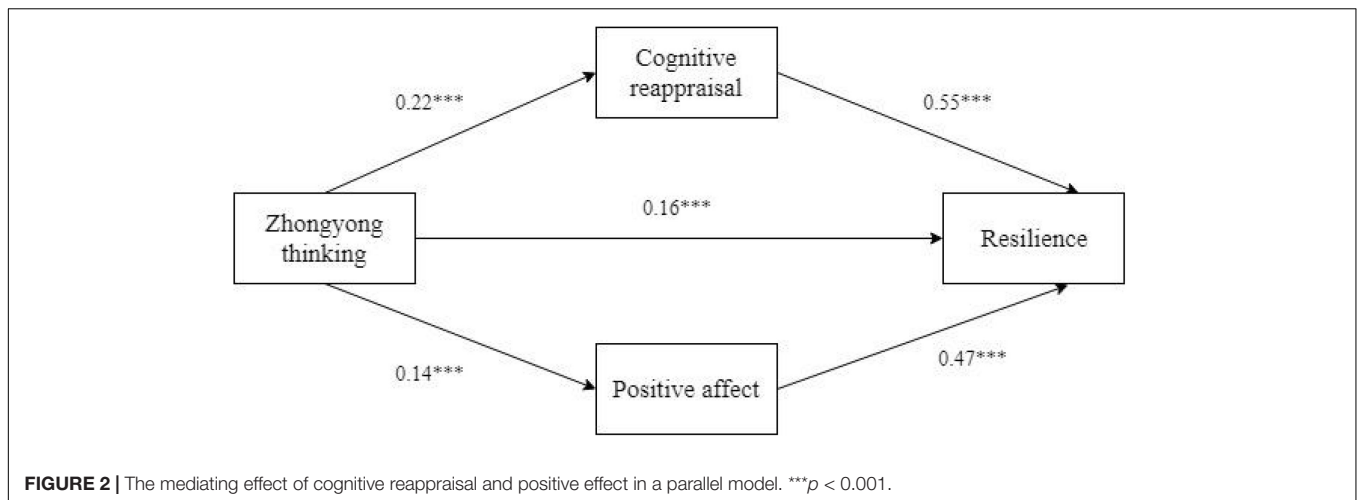 Cognitive
reappraisal
0.22***
0.55***
0.16***
Zhongyong
thinking
Resilience
0.14***
0.47***
Positive affect
FIGURE 2 | The mediating effect of cognitive reappraisal and positive effect in a parallel model. ***p < 0.001.